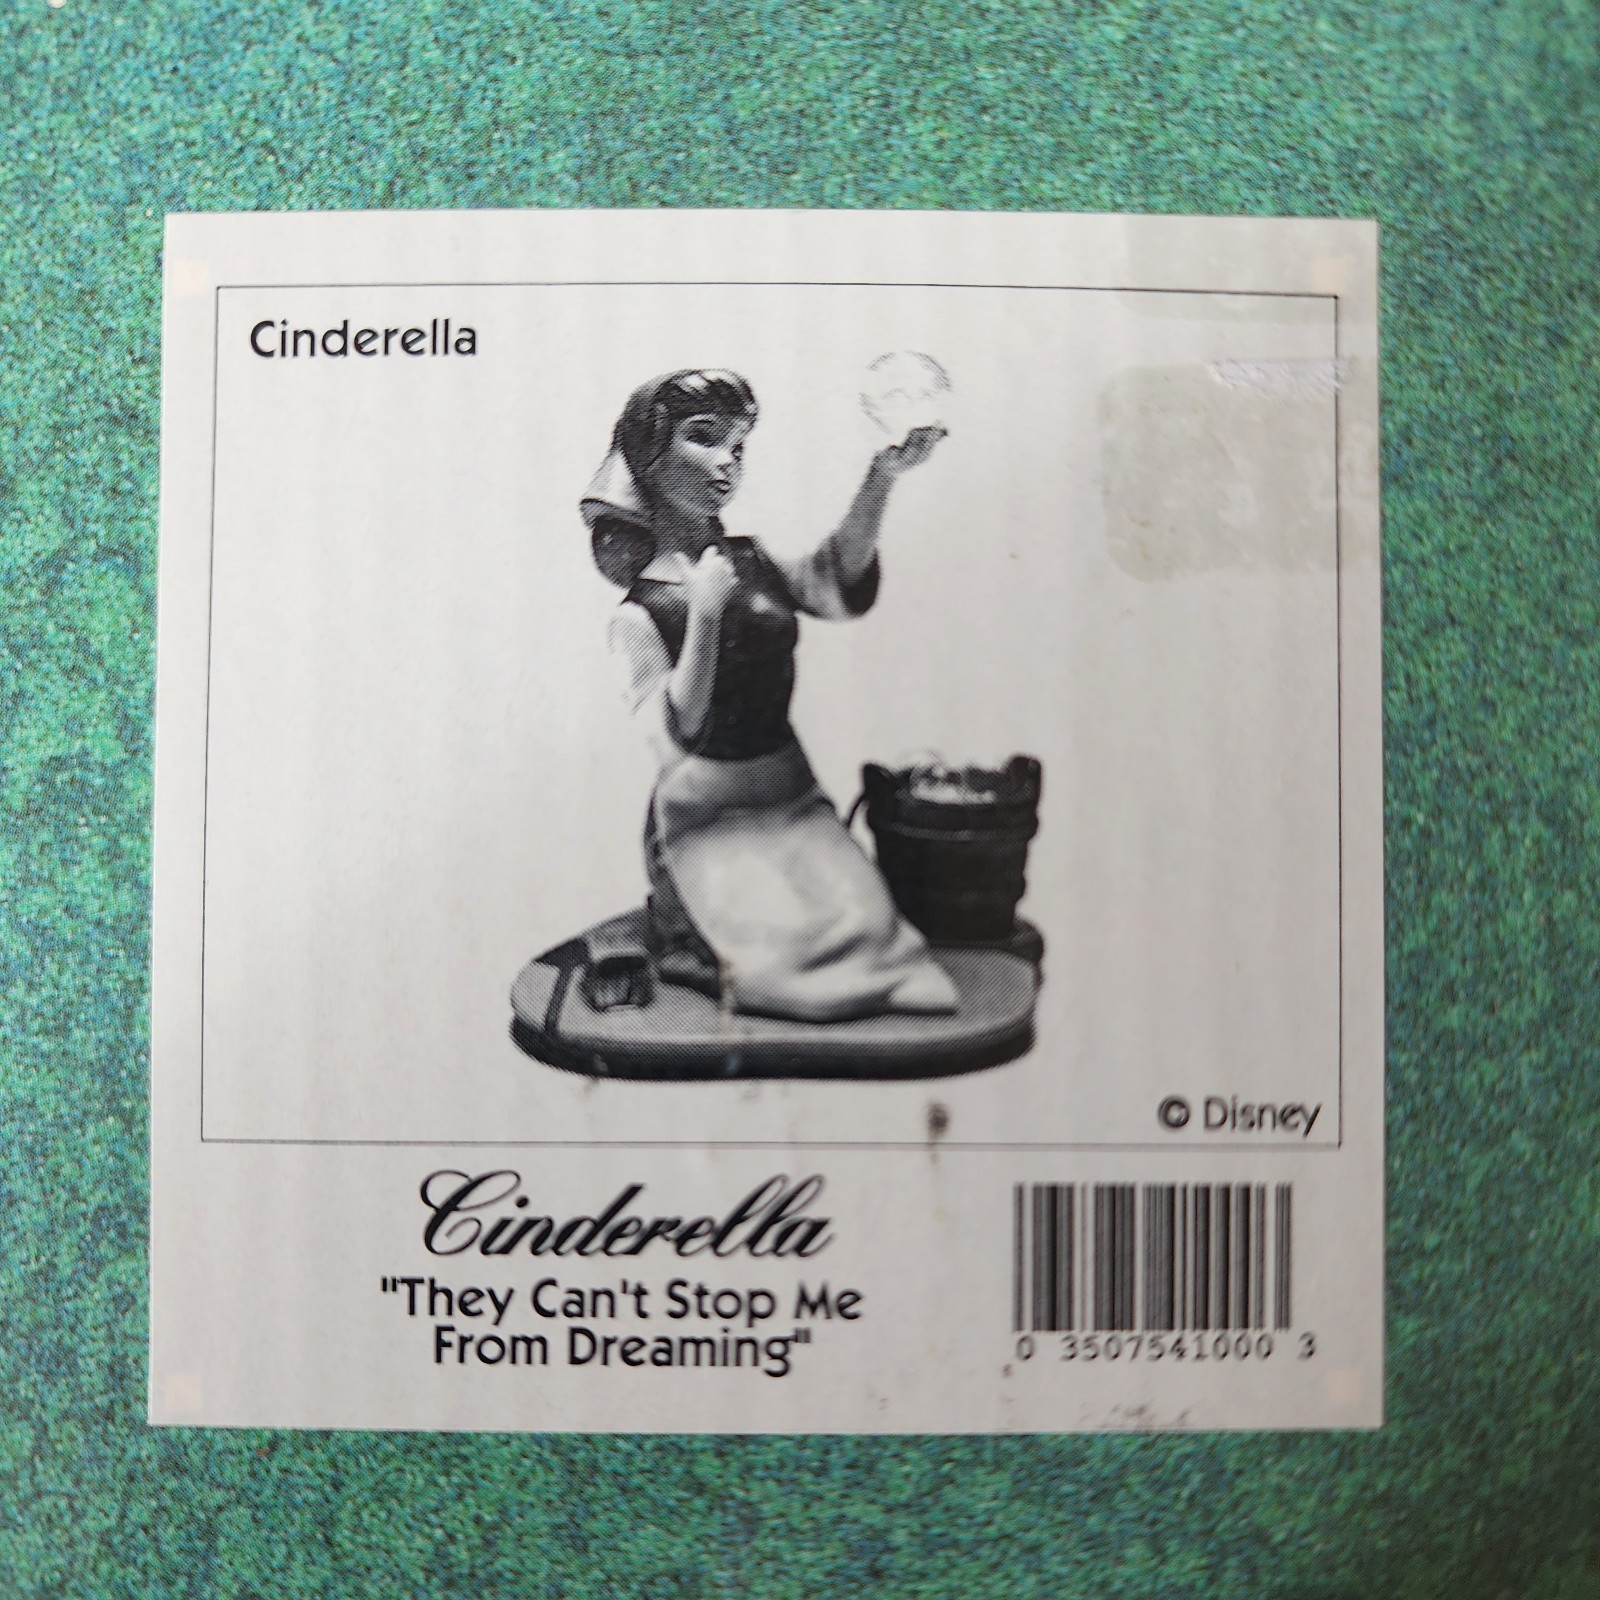 Cinderella
© Disney
Cinderella
"They Can't Stop Me
From Dreaming"
0 3507541000 3